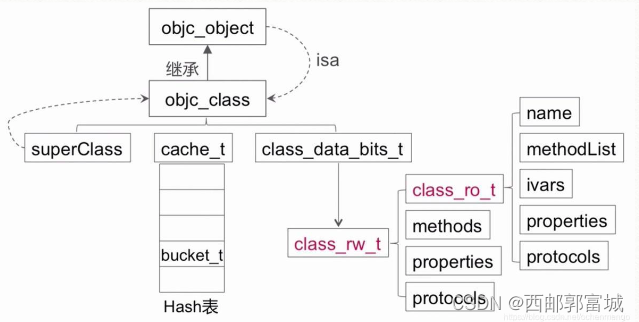 objc_object
isa
继承
objc_class
name
superClass
cache_t
class_data_bits_t
methodList
class_ro_t
ivars
methods
class_rw_t
properties
bucket_t
properties
protocols
protocols
Hash表
CSDN @西邮郭富城